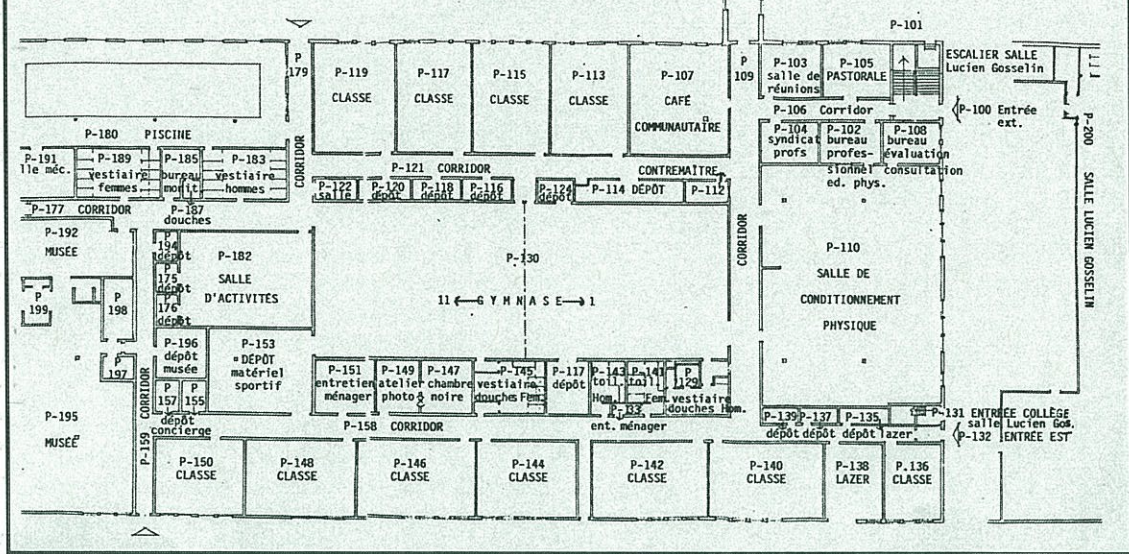 P-101
P
179
P-119
CLASSE
P-117
CLASSE
P-115
CLASSE
P-113
CLASSE
P-107
CAFÉ
COMMUNAUTAIRE
P
109
P-103
salle de
réunions
P-105
PASTORALE
ESCALIER SALLE
Lucien Gosselin
P-106 Corridor
P-100 Entrée
ext.
P-104
syndicat
profs
P-102
bureau
profes-
sionnel
ed. phys.
P-108
bureau
évaluation
consultation
P-200
SALLE LUCIEN GOSSELIN
P-180 PISCINE
P-191
lle méc.
P-189
vestiaire
femmes
P-185
bureau
monit.
P-183
vestiaire
hommes
CORRIDOR
P-187
douches
P-177 CORRIDOR
P-121 CORRIDOR
CONTREMAÎTRE
P-122
salle
P-120
dépôt
P-118
dépôt
P-116
dépôt
P-124
dépôt
P-114 DÉPÔT
P-112
CORRIDOR
P-192
MUSÉE
P
194
dépôt
P
175
dépôt
P
176
dépôt
P-182
SALLE
D'ACTIVITÉS
P-130
11 G Y M N A S E 1
P-110
SALLE DE
CONDITIONNEMENT
PHYSIQUE
P
199
P
198
P-196
dépôt
musée
P-153
DÉPÔT
matériel
sportif
P-197
P
157
P
155
dépôt
concierge
CORRIDOR
P-159
P-195
MUSÉE
P-151
entretien
ménager
P-149
atelier
photo
P-147
chambre
noire
P-145
vestiaire
douches Fem.
P-117
dépôt
P-143
toil.
Hom.
P-141
toil.
Fem.
P
129
vestiaire
douches Hom.
P-133
ent. ménager
P-158 CORRIDOR
P-139
dépôt
P-137
dépôt
P-135
dépôt lazer
P-131 ENTRÉE COLLÈGE
salle Lucien Gos.
P-132 ENTRÉE EST
P-150
CLASSE
P-148
CLASSE
P-146
CLASSE
P-144
CLASSE
P-142
CLASSE
P-140
CLASSE
P-138
LAZER
P.136
CLASSE